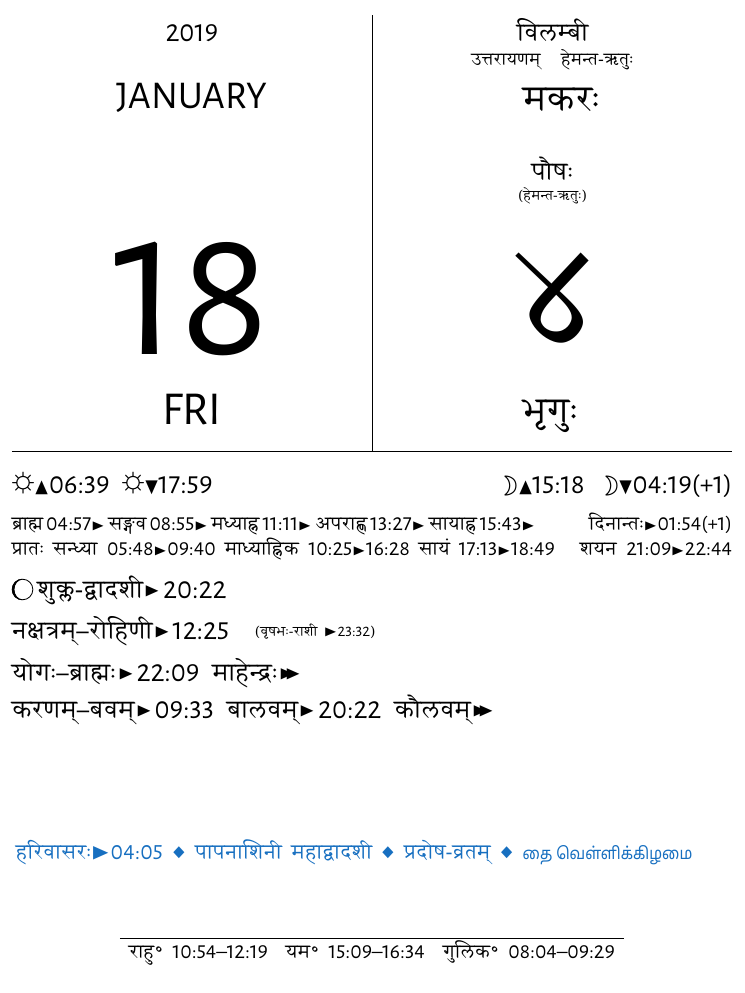 2019
JANUARY
18
FRI
विलम्बी
उत्तरायणम् हेमन्त-ऋतुः
मकरः
पौषः
(हेमन्त-ऋतुः)
४
भृगुः
☼▲06:39 ☼▼17:59 ☽▲15:18 ☽▼04:19(+1)
ब्राह्म 04:57► सङ्गव 08:55► मध्याह्न 11:11► अपराह्ण 13:27► सायाह्न 15:43► दिनान्तः►01:54(+1)
प्रातः सन्ध्या 05:48►09:40 माध्याह्निक 10:25►16:28 सायं 17:13►18:49 शयन 21:09►22:44
शुक्ल-द्वादशी► 20:22
नक्षत्रम्–रोहिणी► 12:25 (वृषभः-राशी ►23:32)
योगः–ब्राह्मः► 22:09 माहेन्द्रः►►
करणम्–बवम्► 09:33 बालवम्► 20:22 कौलवम्►►
हरिवासरः►04:05 ◆ पापनाशिनी महाद्वादशी ◆ प्रदोष-व्रतम् ◆ தை வெள்ளிக்கிழமை
राहु° 10:54–12:19 यम° 15:09–16:34 गुलिक° 08:04–09:29